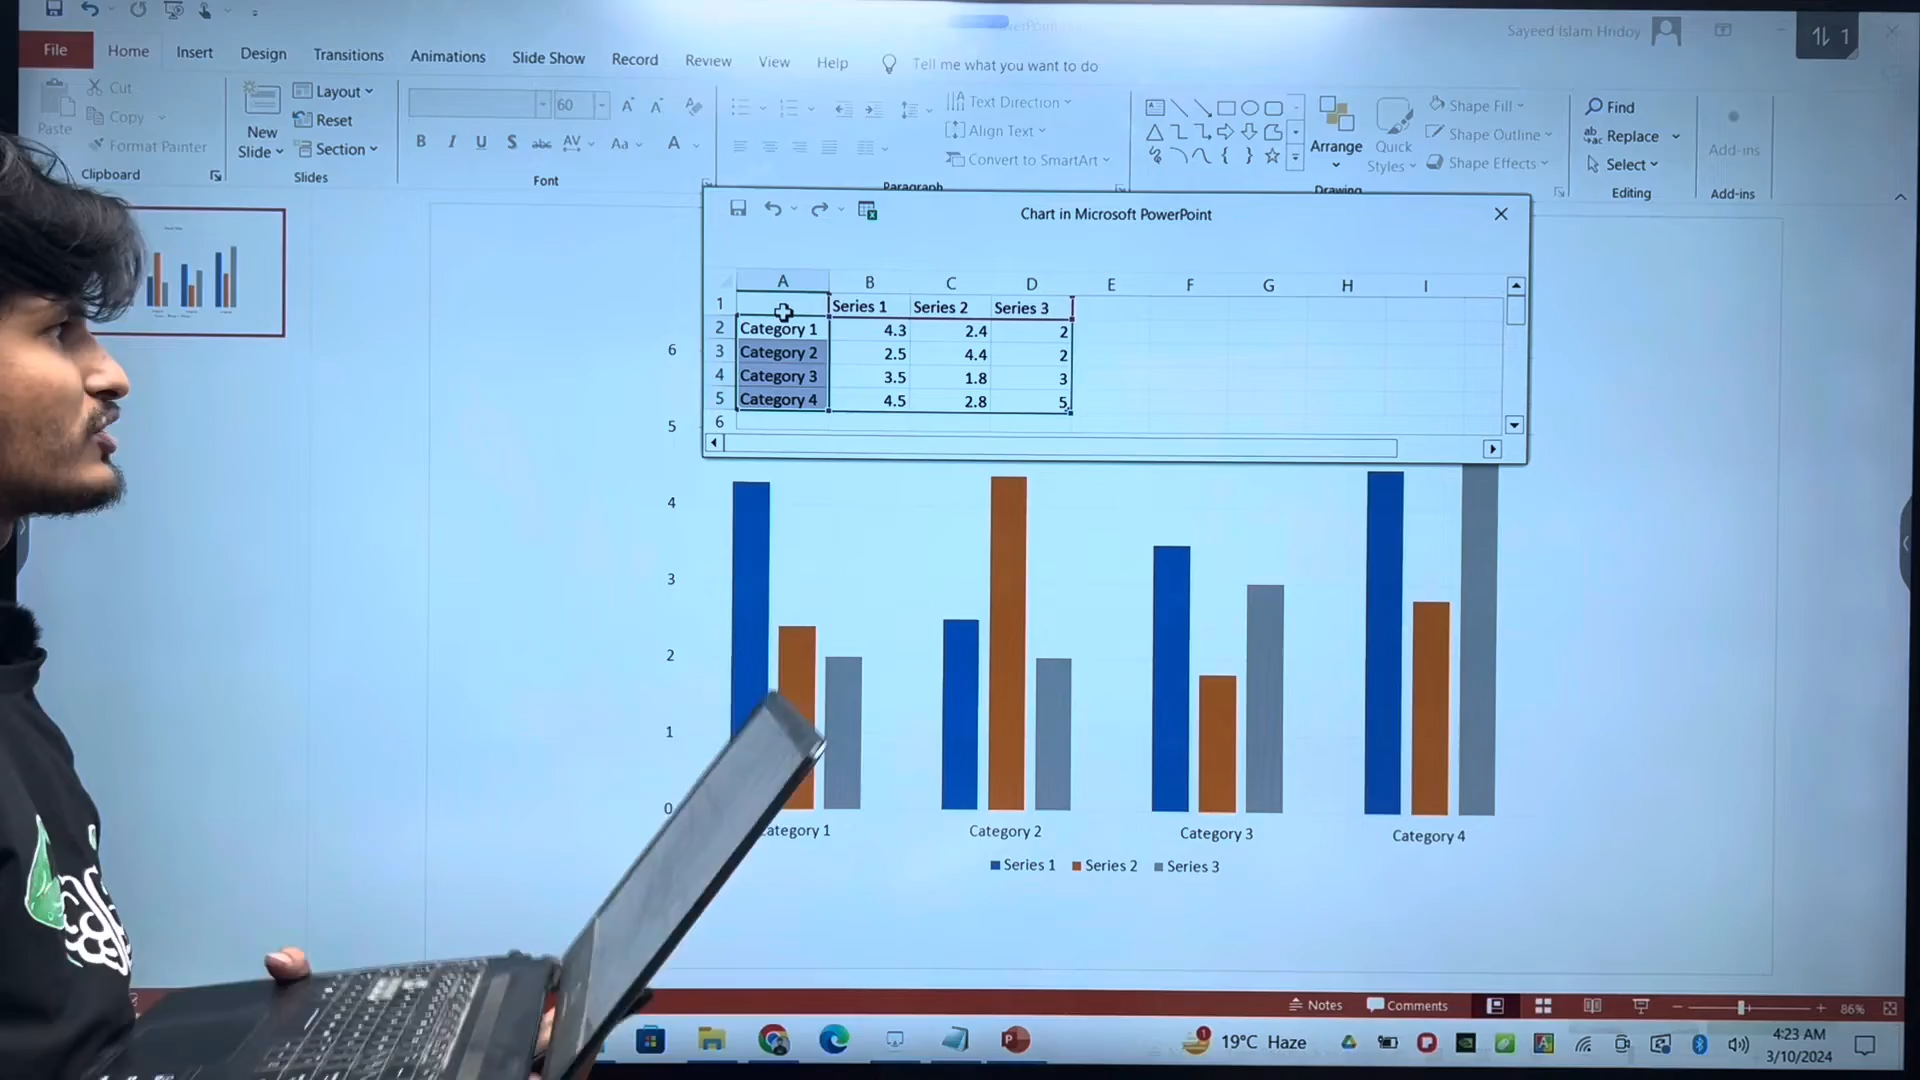 Sayeed Islam Hridoy
1
File Home Insert Design Transitions Animations Slide Show Record Review View Help Tell me what you want to do
Paste
Cut
Copy
Format Painter
Clipboard
New Slide
Layout
Reset
Section
Slides
60
B I U S abc AV Aa A
Font
Text Direction
Align Text
Convert to SmartArt
Paragraph
Arrange
Quick Styles
Shape Fill
Shape Outline
Shape Effects
Drawing
Find
Replace
Select
Editing
Add-ins
Add-ins
Chart in Microsoft PowerPoint
A B C D E F G H I
1 Series 1 Series 2 Series 3
2 Category 1 4.3 2.4 2
3 Category 2 2.5 4.4 2
4 Category 3 3.5 1.8 3
5 Category 4 4.5 2.8 5
6
6
5
4
3
2
1
0
ategory 1 Category 2 Category 3 Category 4
Series 1 Series 2 Series 3
Notes Comments 86%
19°C Haze
4:23 AM
3/10/2024